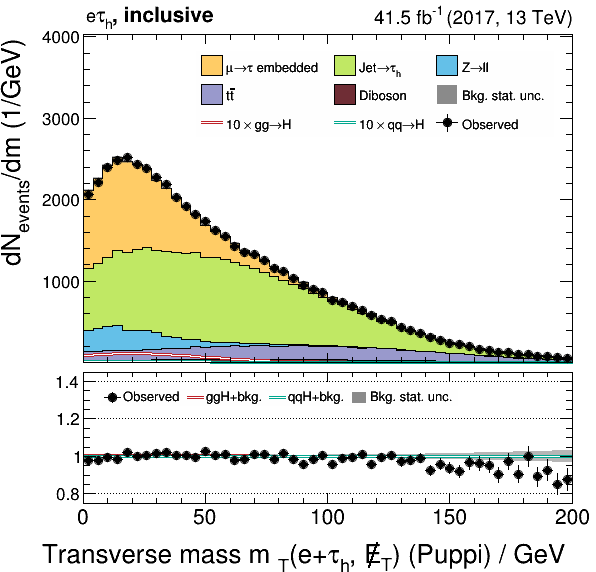 eτh, inclusive
41.5 fb-1 (2017, 13 TeV)
dNevents/dm (1/GeV)
4000
3000
2000
1000
μ→τ embedded
Jet→τh
Z→ll
tt̄
Diboson
Bkg. stat. unc.
10 × gg→H
10 × qq→H
Observed
1.4
1.2
1
0.8
Observed
ggH+bkg.
qqH+bkg.
Bkg. stat. unc.
0
50
100
150
200
Transverse mass m T(e+τh, E̸T) (Puppi) / GeV